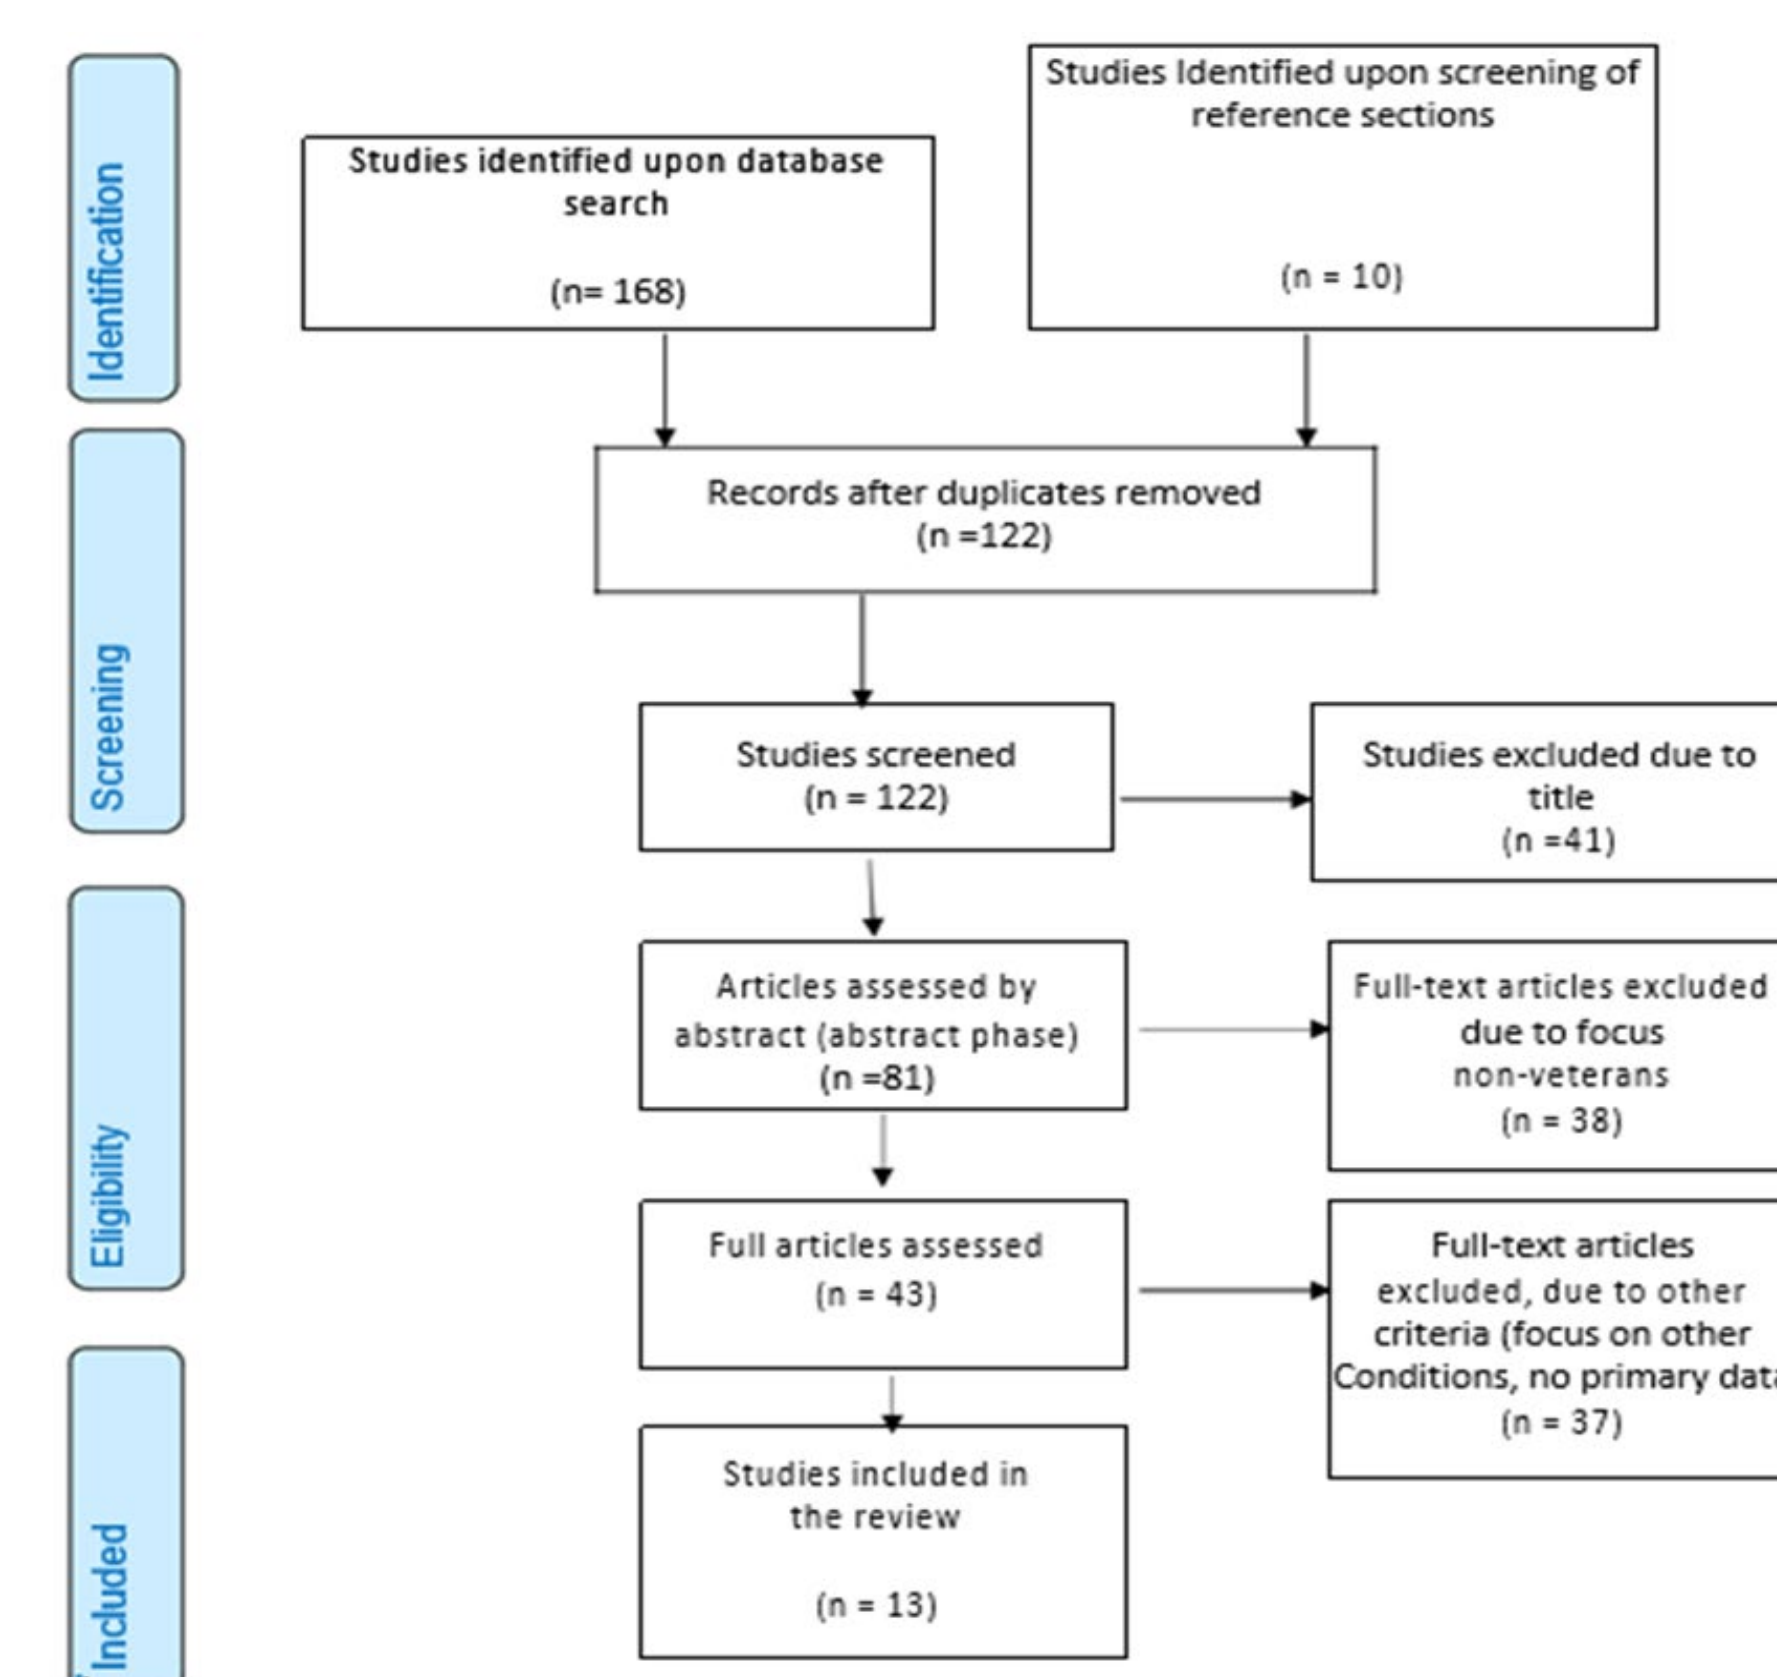 Identification
Studies identified upon database
search
(n= 168)
Studies Identified upon screening of
reference sections
(n = 10)
Screening
Records after duplicates removed
(n =122)
Studies screened
(n = 122)
Studies excluded due to
title
(n =41)
Eligibility
Articles assessed by
abstract (abstract phase)
(n =81)
Full-text articles excluded
due to focus
non-veterans
(n = 38)
Full articles assessed
(n = 43)
Full-text articles
excluded, due to other
criteria (focus on other
Conditions, no primary data
(n = 37)
Included
Studies included in
the review
(n = 13)